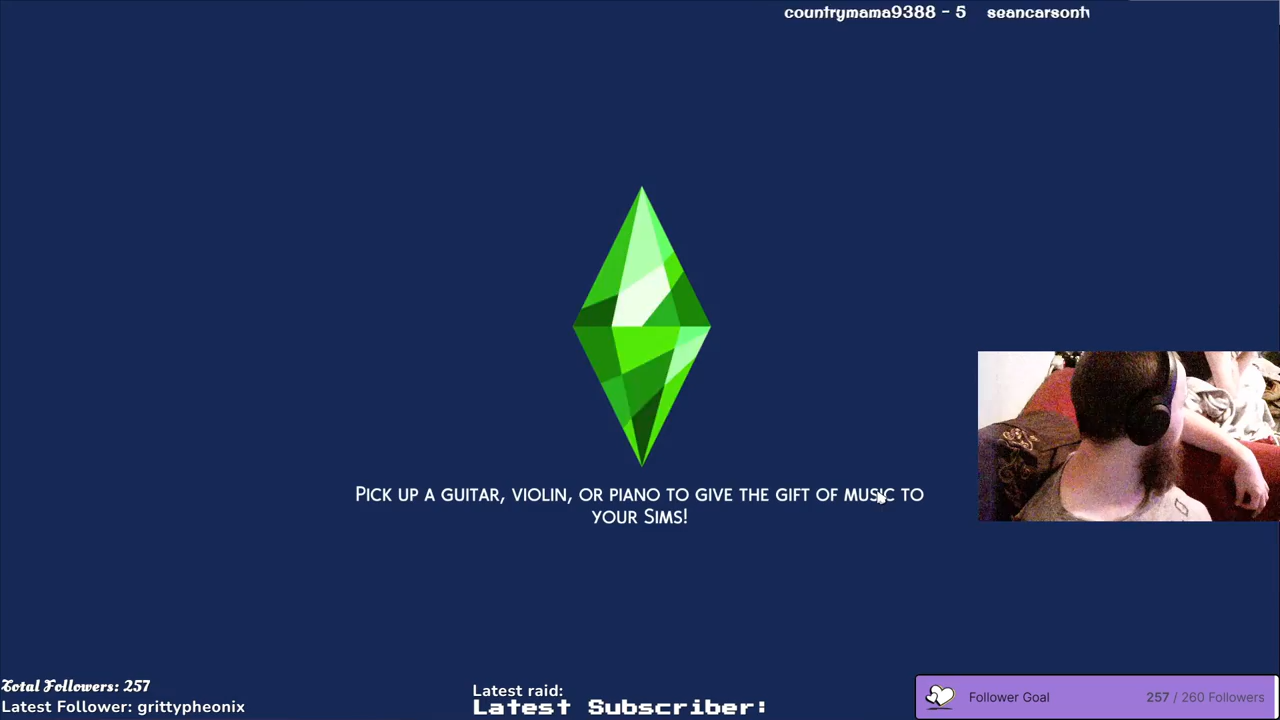 countrymama9388 - 5 seancarsontv
PICK UP A GUITAR, VIOLIN, OR PIANO TO GIVE THE GIFT OF MUSIC TO
YOUR SIMS!
Total Followers: 257
Latest Follower: grittypheonix
Latest raid:
Latest Subscriber:
Follower Goal 257 / 260 Followers